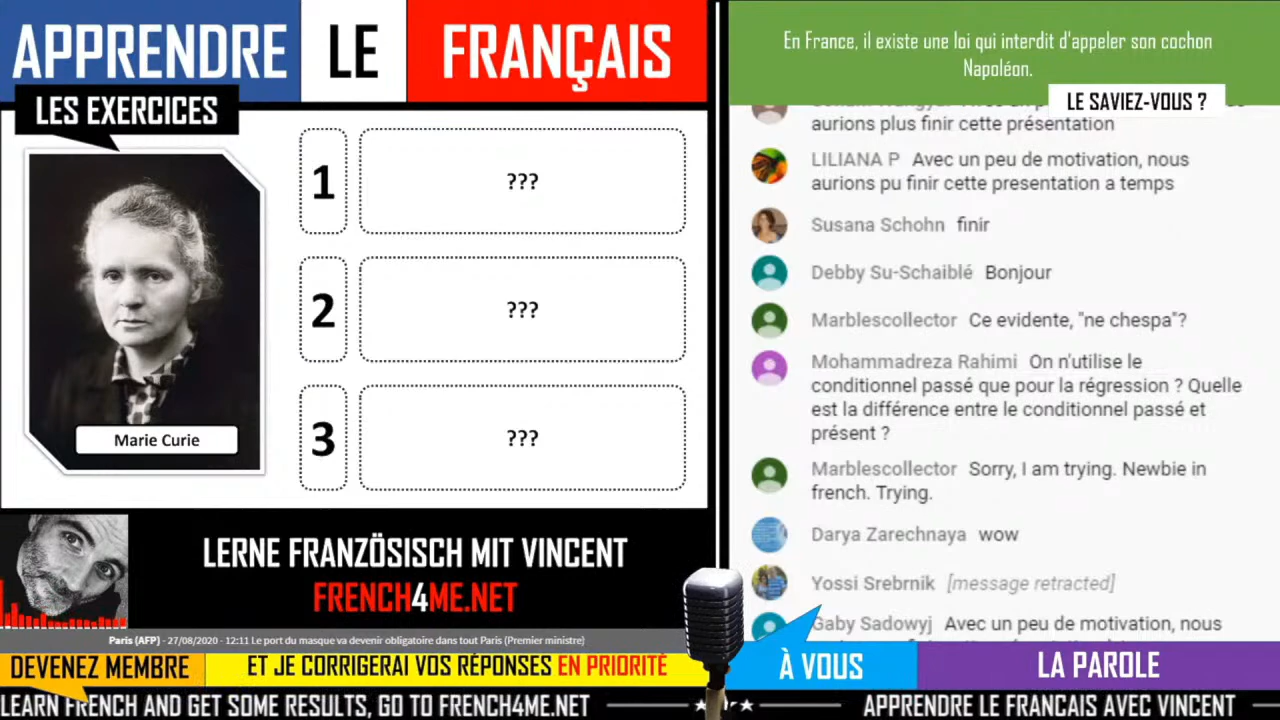 APPRENDRE LE FRANÇAIS
LES EXERCICES
Marie Curie
1 ???
2 ???
3 ???
LERNE FRANZÖSISCH MIT VINCENT
FRENCH4ME.NET
Paris (AFP) - 27/08/2020 - 12:11 Le port du masque va devenir obligatoire dans tout Paris (Premier ministre)
DEVENEZ MEMBRE
ET JE CORRIGERAI VOS RÉPONSES EN PRIORITÉ
En France, il existe une loi qui interdit d'appeler son cochon
Napoléon.
LE SAVIEZ-VOUS ?
aurions plus finir cette présentation
LILIANA P Avec un peu de motivation, nous
aurions pu finir cette presentation a temps
Susana Schohn finir
Debby Su-Schaiblé Bonjour
Marblescollector Ce evidente, "ne chespa"?
Mohammadreza Rahimi On n'utilise le
conditionnel passé que pour la régression ? Quelle
est la différence entre le conditionnel passé et
présent ?
Marblescollector Sorry, I am trying. Newbie in
french. Trying.
Darya Zarechnaya wow
Yossi Srebrnik [message retracted]
Gaby Sadowyj Avec un peu de motivation, nous
À VOUS
LA PAROLE
LEARN FRENCH AND GET SOME RESULTS, GO TO FRENCH4ME.NET
APPRENDRE LE FRANCAIS AVEC VINCENT